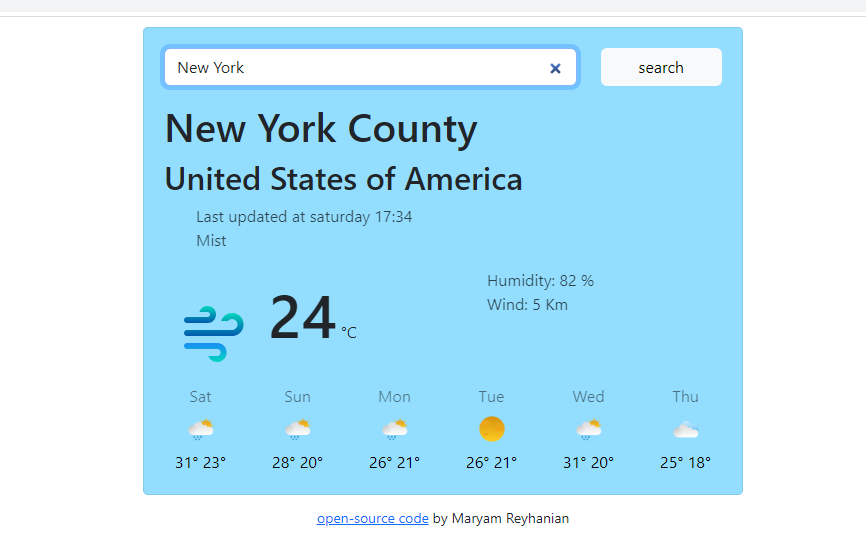 New York
search
New York County
United States of America
Last updated at saturday 17:34
Mist
24 °C
Humidity: 82 %
Wind: 5 Km
Sat Sun Mon Tue Wed Thu
31° 23° 28° 20° 26° 21° 26° 21° 31° 20° 25° 18°
open-source code by Maryam Reyhanian